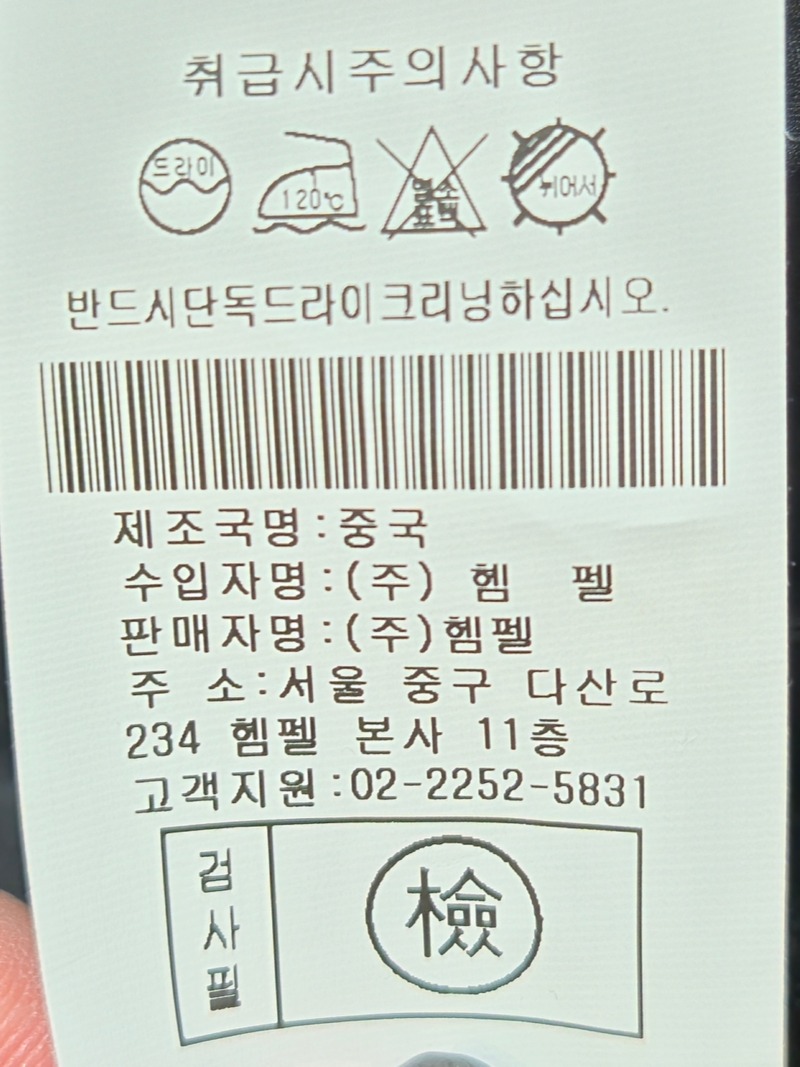 취급시주의사항
드라이
120℃
염소
표백
뉘어서
반드시단독드라이크리닝하십시오.
제조국명:중국
수입자명:(주) 헴 펠
판매자명:(주)헴펠
주 소:서울 중구 다산로
234 헴펠 본사 11층
고객지원:02-2252-5831
검사필
檢